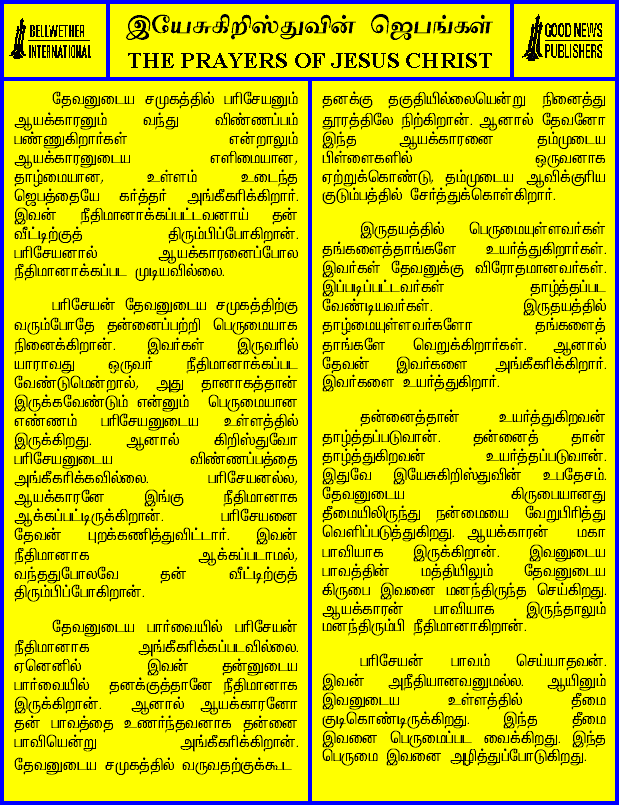 BELLWETHER
INTERNATIONAL
இயேசுகிறிஸ்துவின் ஜெபங்கள்
THE PRAYERS OF JESUS CHRIST
GOOD NEWS
PUBLISHERS
தேவனுடைய சமுகத்தில் பரிசேயனும்
ஆயக்காரனும் வந்து விண்ணப்பம்
பண்ணுகிறார்கள் என்றாலும்
ஆயக்காரனுடைய எளிமையான,
தாழ்மையான, உள்ளம் உடைந்த
ஜெபத்தையே கர்த்தர் அங்கீகரிக்கிறார்.
இவன் நீதிமானாக்கப்பட்டவனாய் தன்
வீட்டிற்குத் திரும்பிப்போகிறான்.
பரிசேயனால் ஆயக்காரனைப்போல
நீதிமானாக்கப்பட முடியவில்லை.
பரிசேயன் தேவனுடைய சமுகத்திற்கு
வரும்போதே தன்னைப்பற்றி பெருமையாக
நினைக்கிறான். இவர்கள் இருவரில்
யாராவது ஒருவர் நீதிமானாக்கப்பட
வேண்டுமென்றால், அது தானாகத்தான்
இருக்கவேண்டும் என்னும் பெருமையான
எண்ணம் பரிசேயனுடைய உள்ளத்தில்
இருக்கிறது. ஆனால் கிறிஸ்துவோ
பரிசேயனுடைய விண்ணப்பத்தை
அங்கீகரிக்கவில்லை. பரிசேயனல்ல,
ஆயக்காரனே இங்கு நீதிமானாக
ஆக்கப்பட்டிருக்கிறான். பரிசேயனை
தேவன் புறக்கணித்துவிட்டார். இவன்
நீதிமானாக ஆக்கப்படாமல்,
வந்ததுபோலவே தன் வீட்டிற்குத்
திரும்பிப்போகிறான்.
தேவனுடைய பார்வையில் பரிசேயன்
நீதிமானாக அங்கீகரிக்கப்படவில்லை.
ஏனெனில் இவன் தன்னுடைய
பார்வையில் தனக்குத்தானே நீதிமானாக
இருக்கிறான். ஆனால் ஆயக்காரனோ
தன் பாவத்தை உணர்ந்தவனாக தன்னை
பாவியென்று அங்கீகரிக்கிறான்.
தேவனுடைய சமுகத்தில் வருவதற்குக்கூட
தனக்கு தகுதியில்லையென்று நினைத்து
தூரத்திலே நிற்கிறான். ஆனால் தேவனோ
இந்த ஆயக்காரனை தம்முடைய
பிள்ளைகளில் ஒருவனாக
ஏற்றுக்கொண்டு, தம்முடைய ஆவிக்குரிய
குடும்பத்தில் சேர்த்துக்கொள்கிறார்.
இருதயத்தில் பெருமையுள்ளவர்கள்
தங்களைத்தாங்களே உயர்த்துகிறார்கள்.
இவர்கள் தேவனுக்கு விரோதமானவர்கள்.
இப்படிப்பட்டவர்கள் தாழ்த்தப்பட
வேண்டியவர்கள். இருதயத்தில்
தாழ்மையுள்ளவர்களோ தங்களைத்
தாங்களே வெறுக்கிறார்கள். ஆனால்
தேவன் இவர்களை அங்கீகரிக்கிறார்.
இவர்களை உயர்த்துகிறார்.
தன்னைத்தான் உயர்த்துகிறவன்
தாழ்த்தப்படுவான். தன்னைத் தான்
தாழ்த்துகிறவன் உயர்த்தப்படுவான்.
இதுவே இயேசுகிறிஸ்துவின் உபதேசம்.
தேவனுடைய கிருபையானது
தீமையிலிருந்து நன்மையை வேறுபிரித்து
வெளிப்படுத்துகிறது. ஆயக்காரன் மகா
பாவியாக இருக்கிறான். இவனுடைய
பாவத்தின் மத்தியிலும் தேவனுடைய
கிருபை இவனை மனந்திருந்த செய்கிறது.
ஆயக்காரன் பாவியாக இருந்தாலும்
மனந்திரும்பி நீதிமானாகிறான்.
பரிசேயன் பாவம் செய்யாதவன்.
இவன் அநீதியானவனுமல்ல. ஆயினும்
இவனுடைய உள்ளத்தில் தீமை
குடிகொண்டிருக்கிறது. இந்த தீமை
இவனை பெருமைப்பட வைக்கிறது. இந்த
பெருமை இவனை அழித்துப்போடுகிறது.